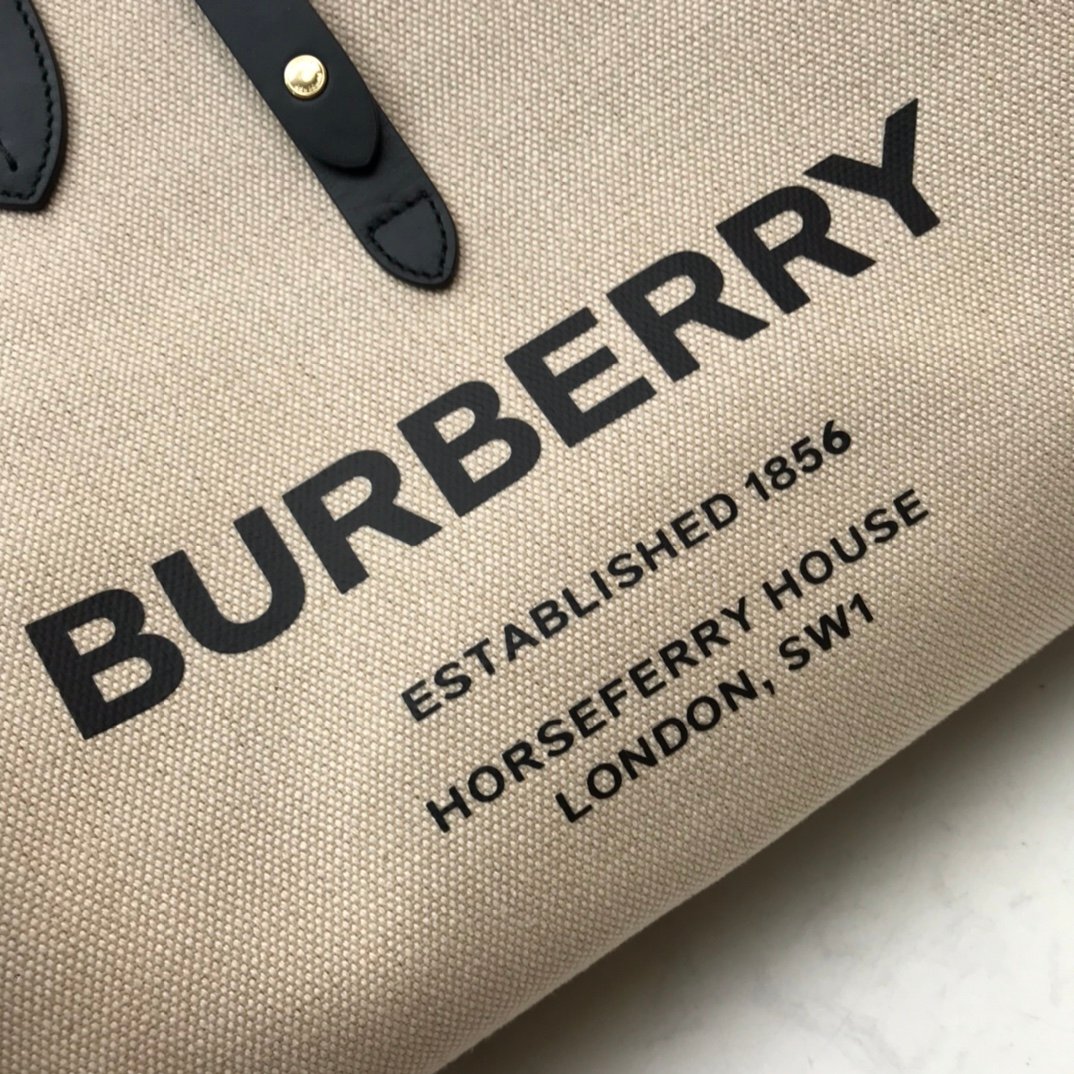 BURBERRY
ESTABLISHED 1856
HORSEFERRY HOUSE
LONDON, SW1